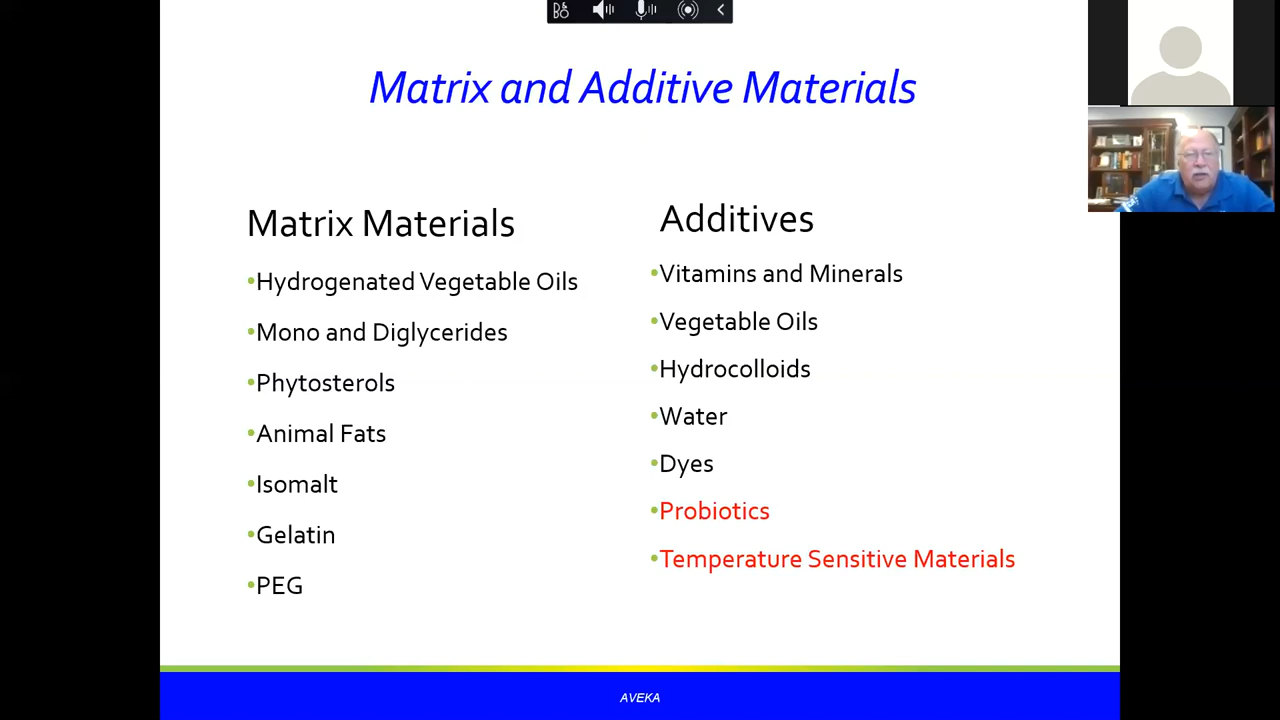 Matrix and Additive Materials
Matrix Materials
•Hydrogenated Vegetable Oils
•Mono and Diglycerides
•Phytosterols
•Animal Fats
•Isomalt
•Gelatin
•PEG
Additives
•Vitamins and Minerals
•Vegetable Oils
•Hydrocolloids
•Water
•Dyes
•Probiotics
•Temperature Sensitive Materials
AVEKA